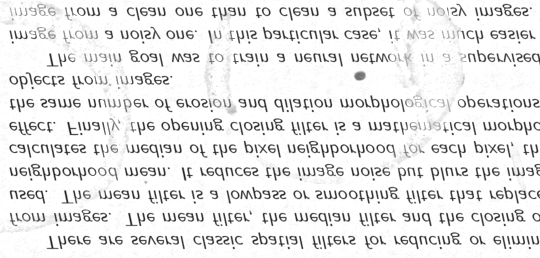 There are several classic spatial filters for reducing or elimin
from images. The mean filter, the median filter and the closing o
used. The mean filter is a lowpass or smoothing filter that replac
neighborhood mean. It reduces the image noise but blurs the imag
calculates the median of the pixel neighborhood for each pixel, th
effect. Finally, the opening closing filter is a mathematical morpho
the same number of erosion and dilation morphological operations
objects from images.
The main goal was to train a neural network in a supervised
image from a noisy one. In this particular case, it was much easier
image from a clean one than to clean a subset of noisy images.